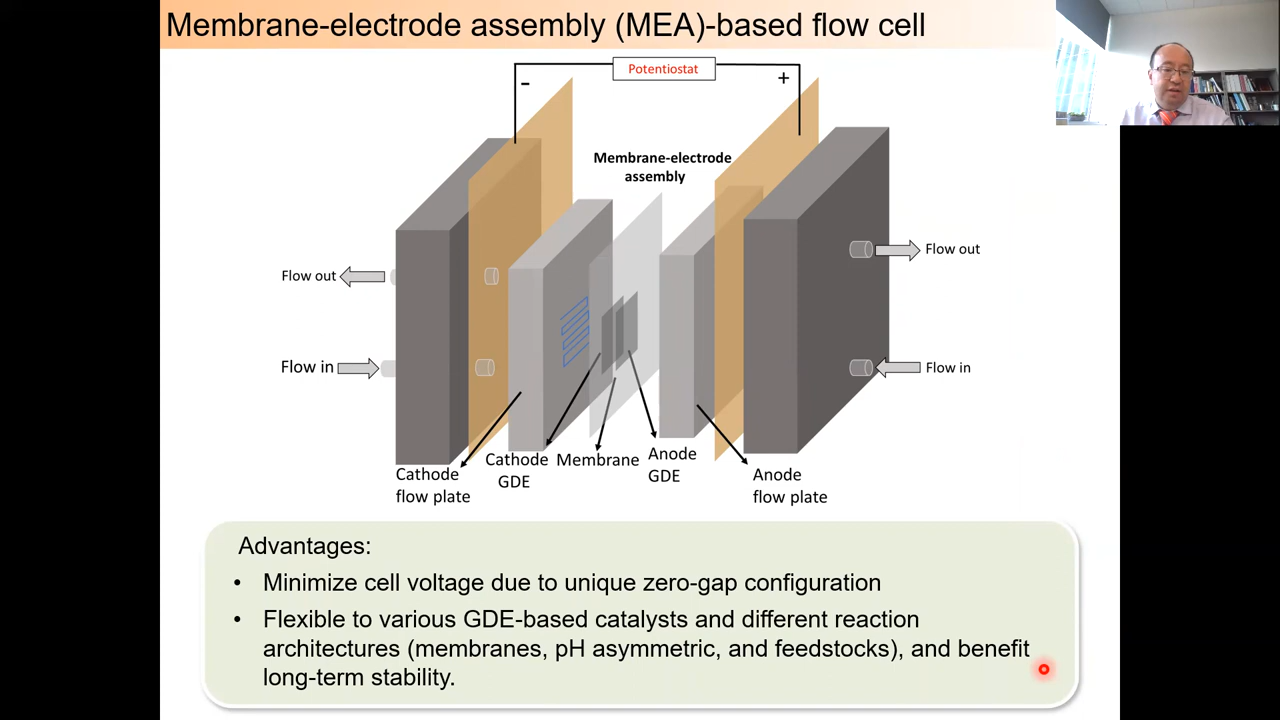 Membrane-electrode assembly (MEA)-based flow cell
Potentiostat
-
+
Membrane-electrode
assembly
Flow out
Flow out
Flow in
Flow in
Cathode
flow plate
Cathode
GDE
Membrane
Anode
GDE
Anode
flow plate
Advantages:
• Minimize cell voltage due to unique zero-gap configuration
• Flexible to various GDE-based catalysts and different reaction
architectures (membranes, pH asymmetric, and feedstocks), and benefit
long-term stability.